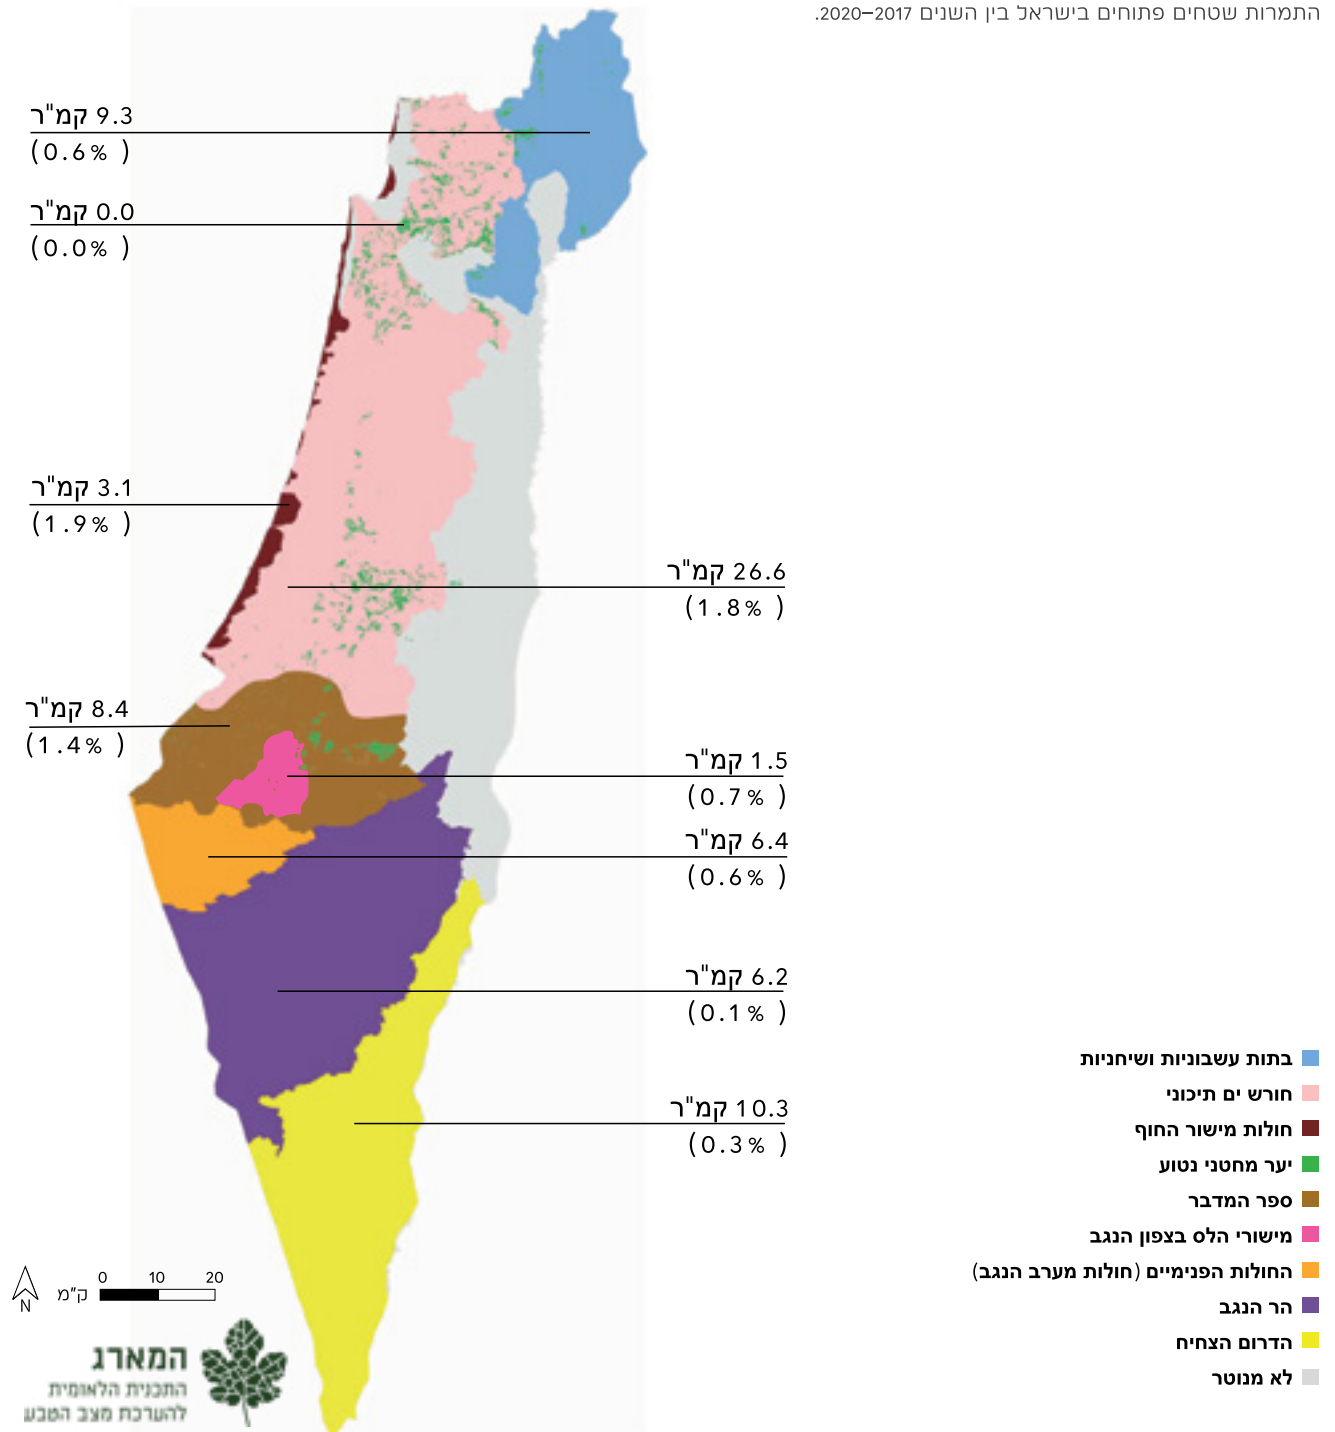 התמרות שטחים פתוחים בישראל בין השנים 2017–2020.
9.3 קמ"ר
(0.6% )
0.0 קמ"ר
(0.0% )
3.1 קמ"ר
(1.9% )
26.6 קמ"ר
(1.8% )
8.4 קמ"ר
(1.4% )
1.5 קמ"ר
(0.7% )
6.4 קמ"ר
(0.6% )
6.2 קמ"ר
(0.1% )
10.3 קמ"ר
(0.3% )
בתות עשבוניות ושיחניות
חורש ים תיכוני
חולות מישור החוף
יער מחטני נטוע
ספר המדבר
מישורי הלס בצפון הנגב
החולות הפנימיים (חולות מערב הנגב)
הר הנגב
הדרום הצחיח
לא מנוטר
0 10 20
ק"מ
N
המארג
התכנית הלאומית
להערכת מצב הטבע